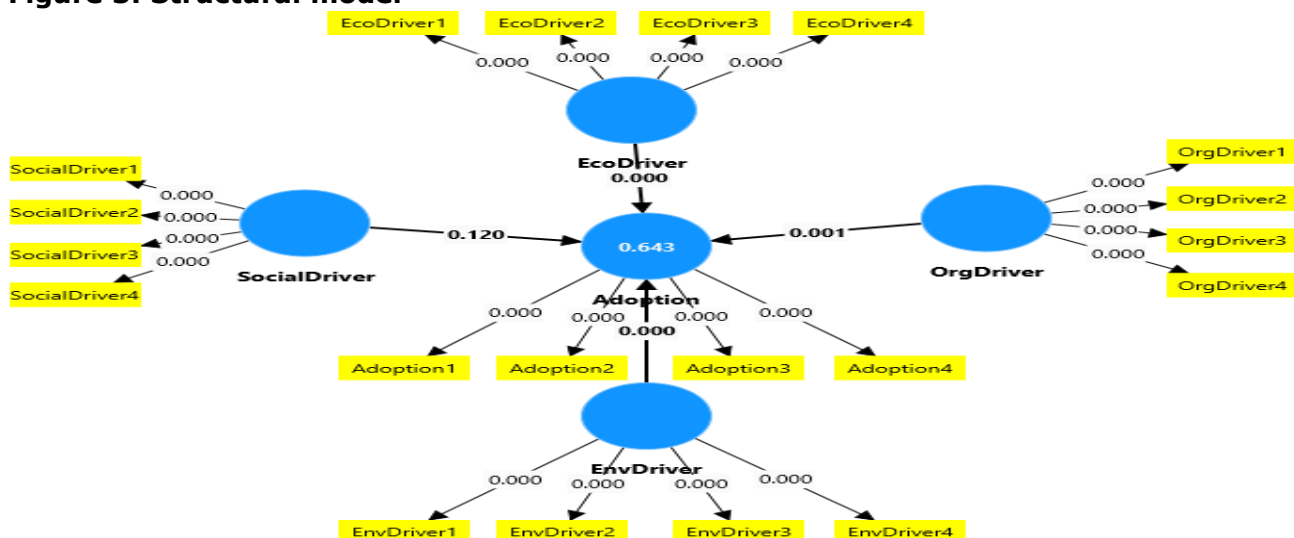 Figure 3. Structural model
EcoDriver1 EcoDriver2 EcoDriver3 EcoDriver4
0.000 0.000 0.000 0.000
EcoDriver
0.000
SocialDriver1
SocialDriver2
SocialDriver3
SocialDriver4
0.000
0.000
0.000
0.000
SocialDriver
0.120
0.643
Adoption
0.001
OrgDriver
OrgDriver1
OrgDriver2
OrgDriver3
OrgDriver4
0.000
0.000
0.000
0.000
0.000 0.000 0.000 0.000
0.000
Adoption1 Adoption2 Adoption3 Adoption4
EnvDriver
0.000 0.000 0.000 0.000
EnvDriver1 EnvDriver2 EnvDriver3 EnvDriver4